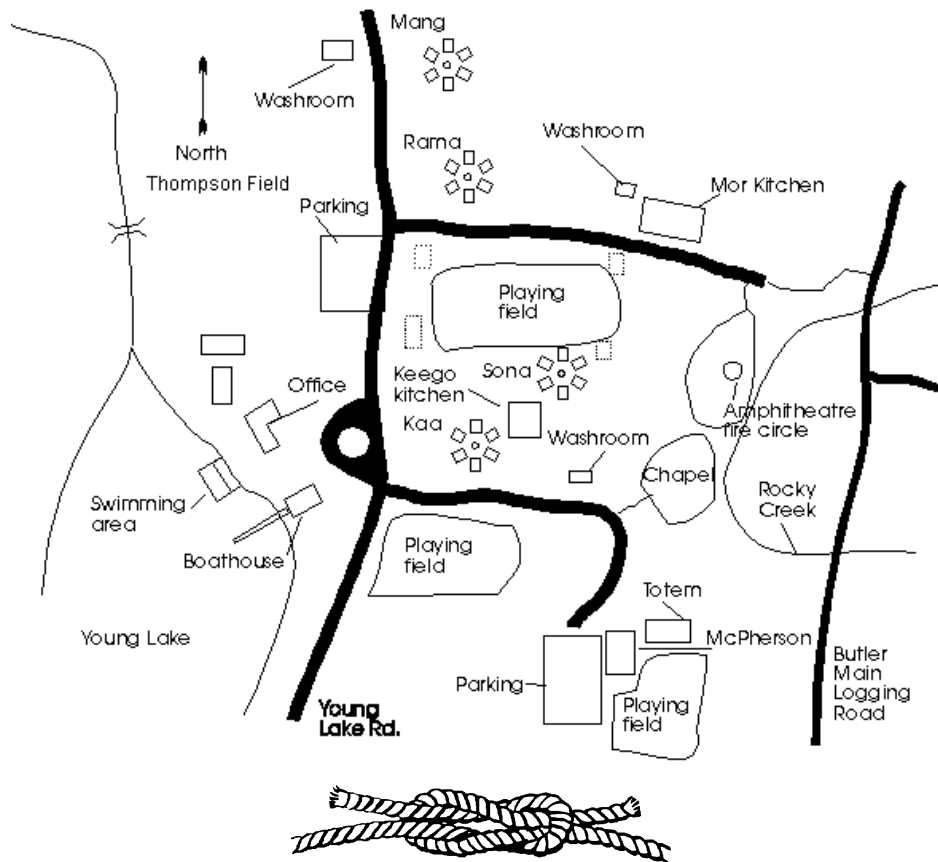 Mang
Washroom
Washroom
Rama
North
Thompson Field
Mor Kitchen
Parking
Playing
field
Keego
kitchen
Sona
Office
Kaa
Amphitheatre
fire circle
Washroom
Chapel
Swimming
area
Rocky
Creek
Boathouse
Playing
field
Totem
Young Lake
McPherson
Butler
Main
Logging
Road
Parking
Playing
field
Young
Lake Rd.